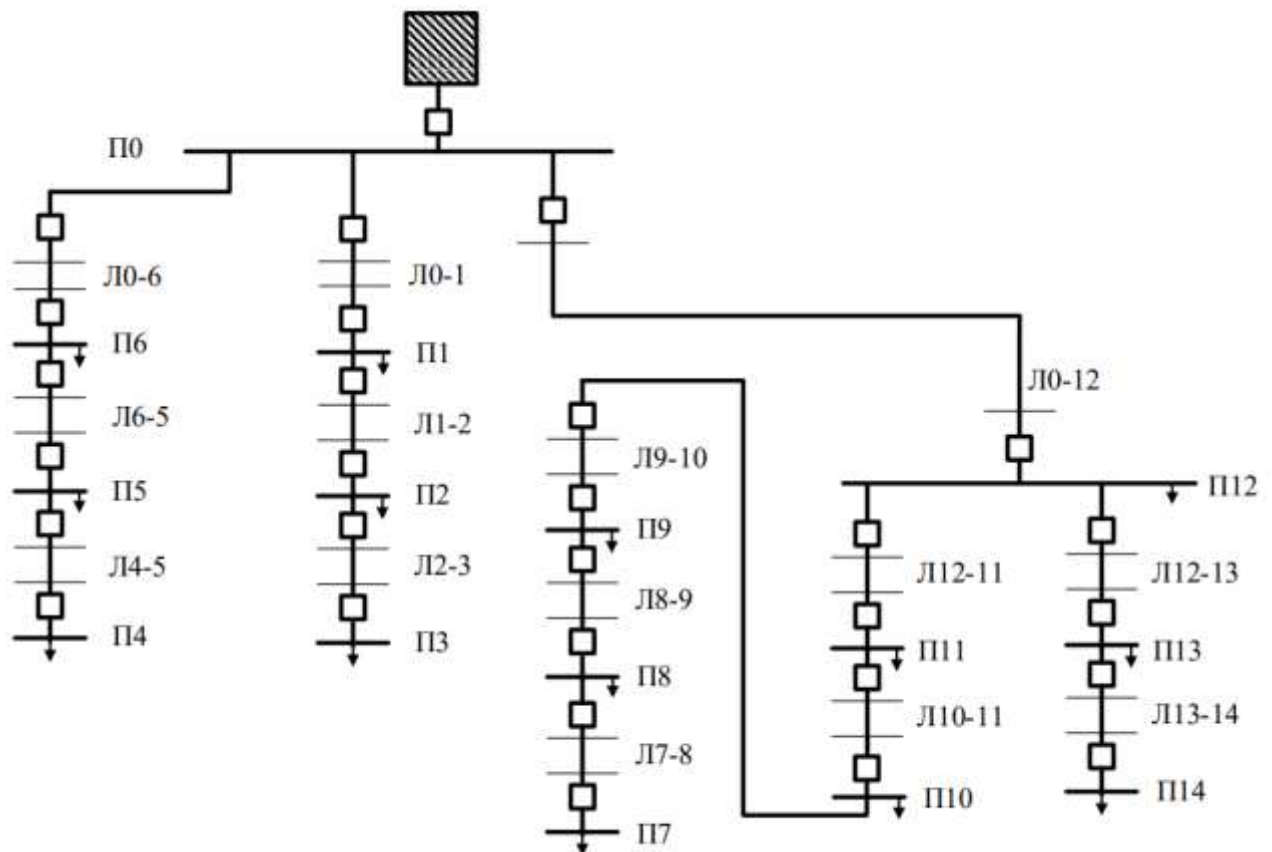 П0
Л0-6
Л0-1
П6
П1
Л0-12
Л6-5
Л1-2
Л9-10
П5
П2
П12
П9
Л4-5
Л2-3
Л12-11
Л12-13
Л8-9
П4
П3
П11
П13
П8
Л10-11
Л13-14
Л7-8
П10
П14
П7